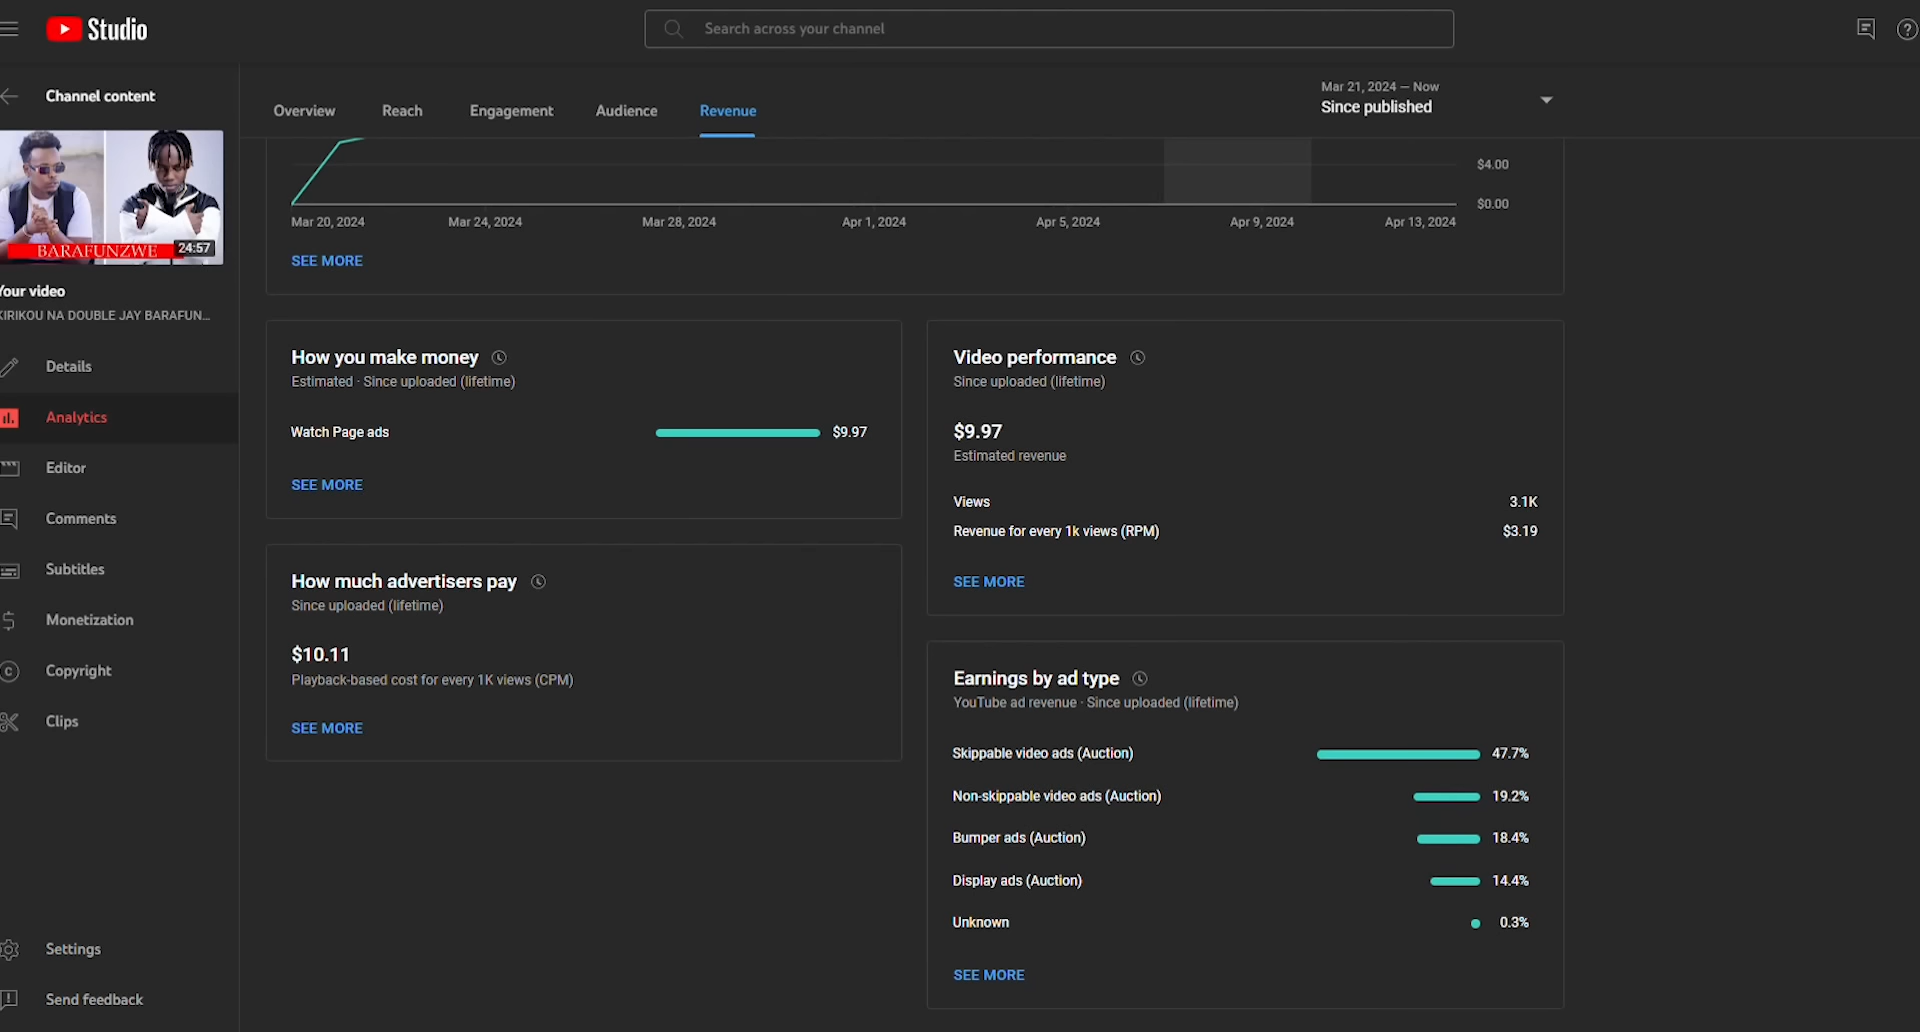 Studio
Search across your channel
Channel content
BARAFUNZWE
24:57
Your video
KIRIKOU NA DOUBLE JAY BARAFUN...
Details
Analytics
Editor
Comments
Subtitles
Monetization
Copyright
Clips
Settings
Send feedback
Overview
Reach
Engagement
Audience
Revenue
Mar 21, 2024 – Now
Since published
$4.00
$0.00
Mar 20, 2024
Mar 24, 2024
Mar 28, 2024
Apr 1, 2024
Apr 5, 2024
Apr 9, 2024
Apr 13, 2024
SEE MORE
How you make money
Estimated · Since uploaded (lifetime)
Watch Page ads $9.97
SEE MORE
How much advertisers pay
Since uploaded (lifetime)
$10.11
Playback-based cost for every 1K views (CPM)
SEE MORE
Video performance
Since uploaded (lifetime)
$9.97
Estimated revenue
Views 3.1K
Revenue for every 1k views (RPM) $3.19
SEE MORE
Earnings by ad type
YouTube ad revenue · Since uploaded (lifetime)
Skippable video ads (Auction) 47.7%
Non-skippable video ads (Auction) 19.2%
Bumper ads (Auction) 18.4%
Display ads (Auction) 14.4%
Unknown 0.3%
SEE MORE